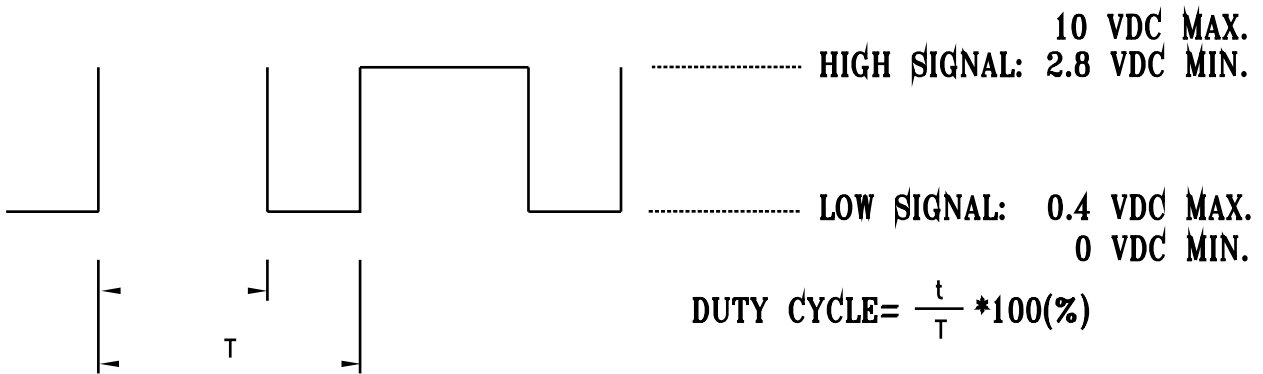 10 VDC MAX.
HIGH SIGNAL: 2.8 VDC MIN.
LOW SIGNAL: 0.4 VDC MAX.
0 VDC MIN.
DUTY CYCLE= t/T *100(%)
T